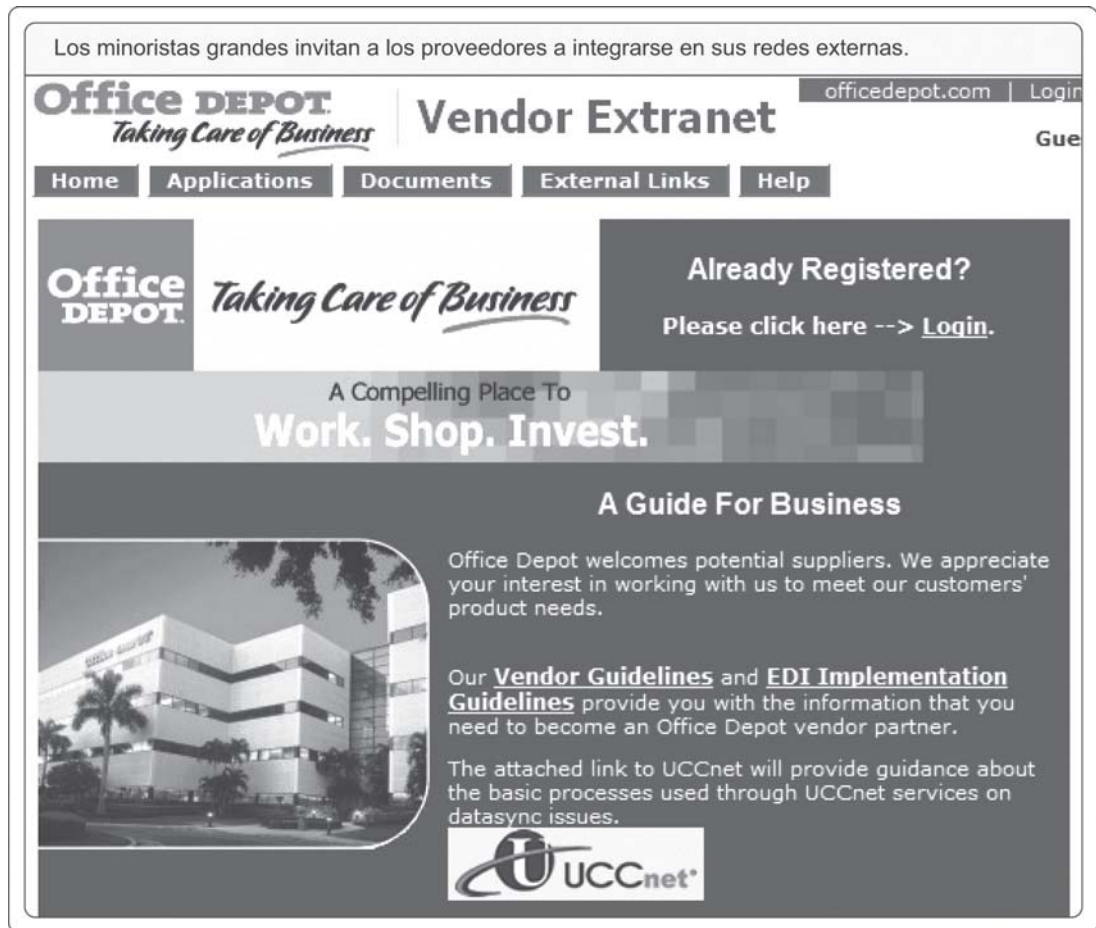 Los minoristas grandes invitan a los proveedores a integrarse en sus redes externas.
Office DEPOT.
Taking Care of Business
Vendor Extranet
officedepot.com | Login
Gue
Home Applications Documents External Links Help
Office DEPOT.
Taking Care of Business
Already Registered?
Please click here --> Login.
A Compelling Place To
Work. Shop. Invest.
A Guide For Business
Office Depot welcomes potential suppliers. We appreciate
your interest in working with us to meet our customers'
product needs.
Our Vendor Guidelines and EDI Implementation
Guidelines provide you with the information that you
need to become an Office Depot vendor partner.
The attached link to UCCnet will provide guidance about
the basic processes used through UCCnet services on
datasync issues.
U UCCnet